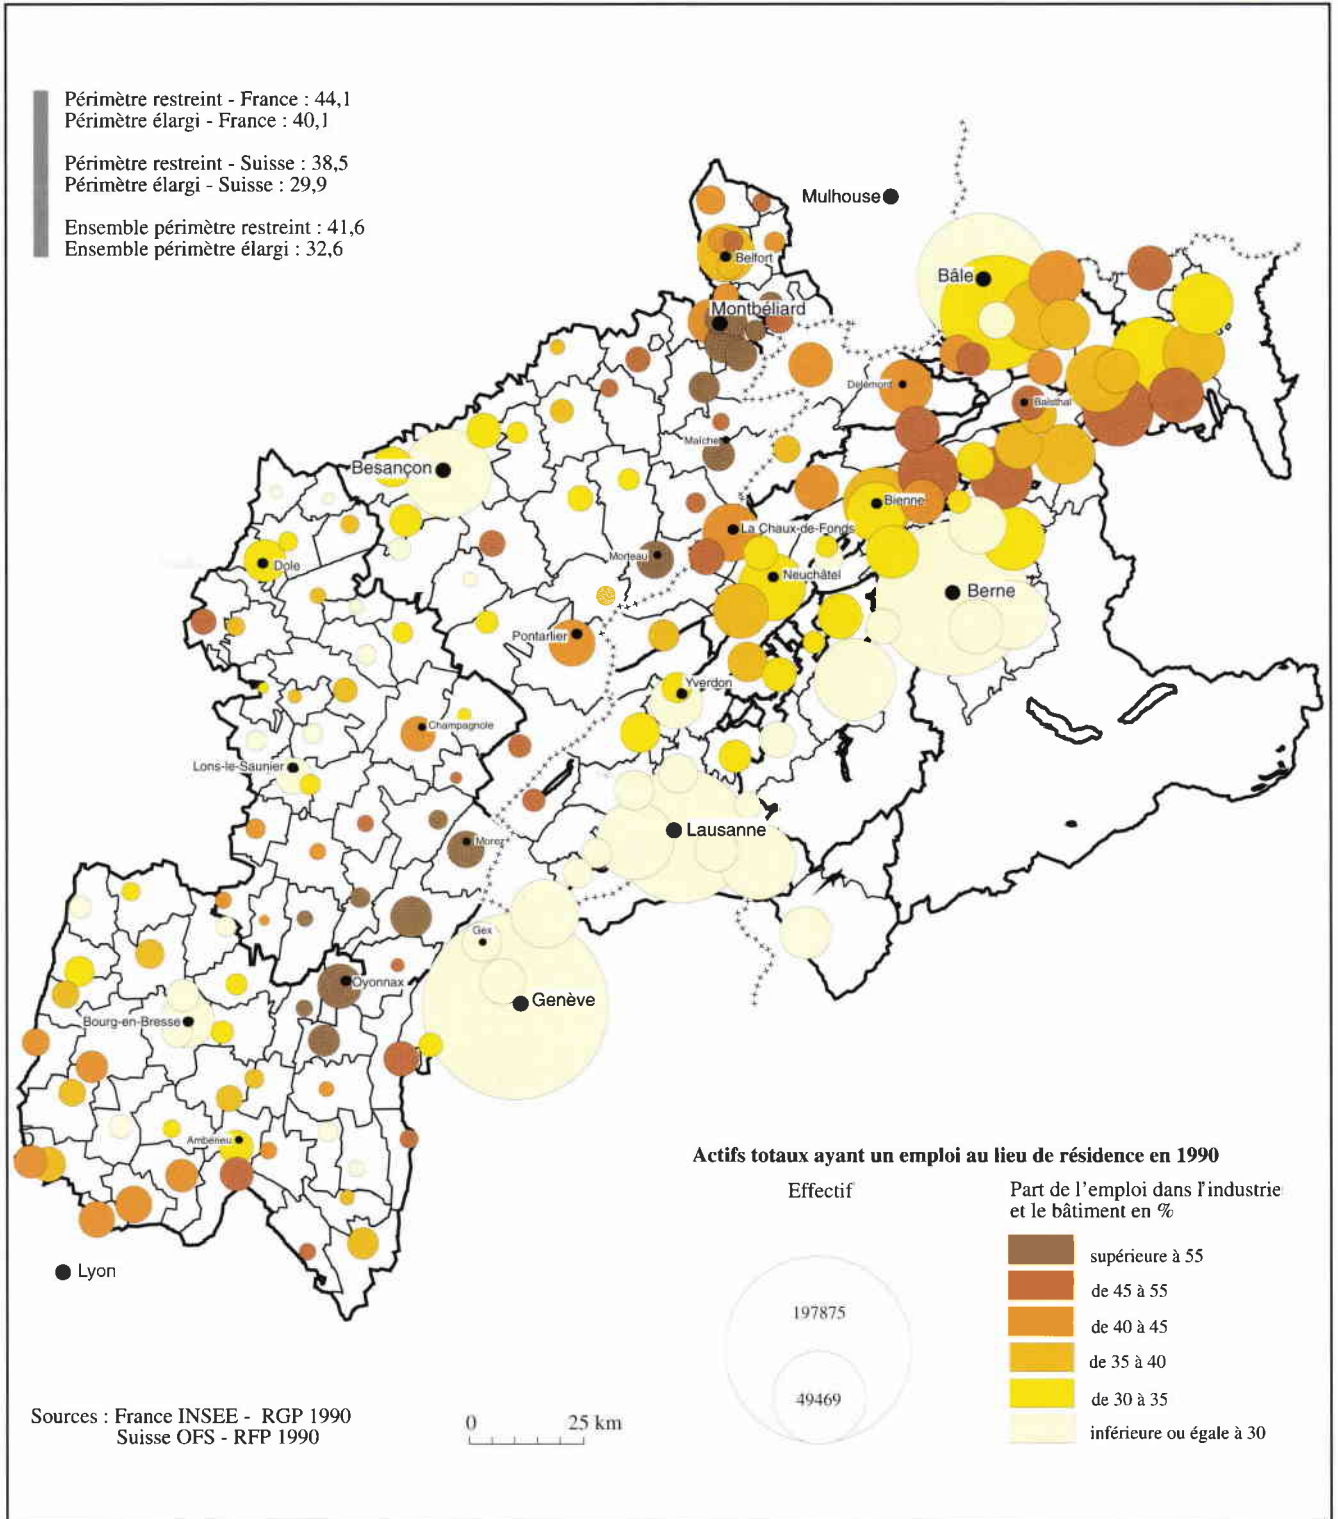 Périmètre restreint - France : 44,1
Périmètre élargi - France : 40,1
Périmètre restreint - Suisse : 38,5
Périmètre élargi - Suisse : 29,9
Ensemble périmètre restreint : 41,6
Ensemble périmètre élargi : 32,6
Mulhouse
Belfort
Bâle
Montbéliard
Delémont
Balsthal
Maîche
Besançon
Bienne
La Chaux-de-Fonds
Morteau
Dole
Neuchâtel
Berne
Pontarlier
Yverdon
Champagnole
Lons-le-Saunier
Lausanne
Morez
Gex
Oyonnax
Genève
Bourg-en-Bresse
Ambérieu
Lyon
Actifs totaux ayant un emploi au lieu de résidence en 1990
Effectif
197875
49469
Part de l'emploi dans l'industrie
et le bâtiment en %
supérieure à 55
de 45 à 55
de 40 à 45
de 35 à 40
de 30 à 35
inférieure ou égale à 30
Sources : France INSEE - RGP 1990
Suisse OFS - RFP 1990
0 25 km